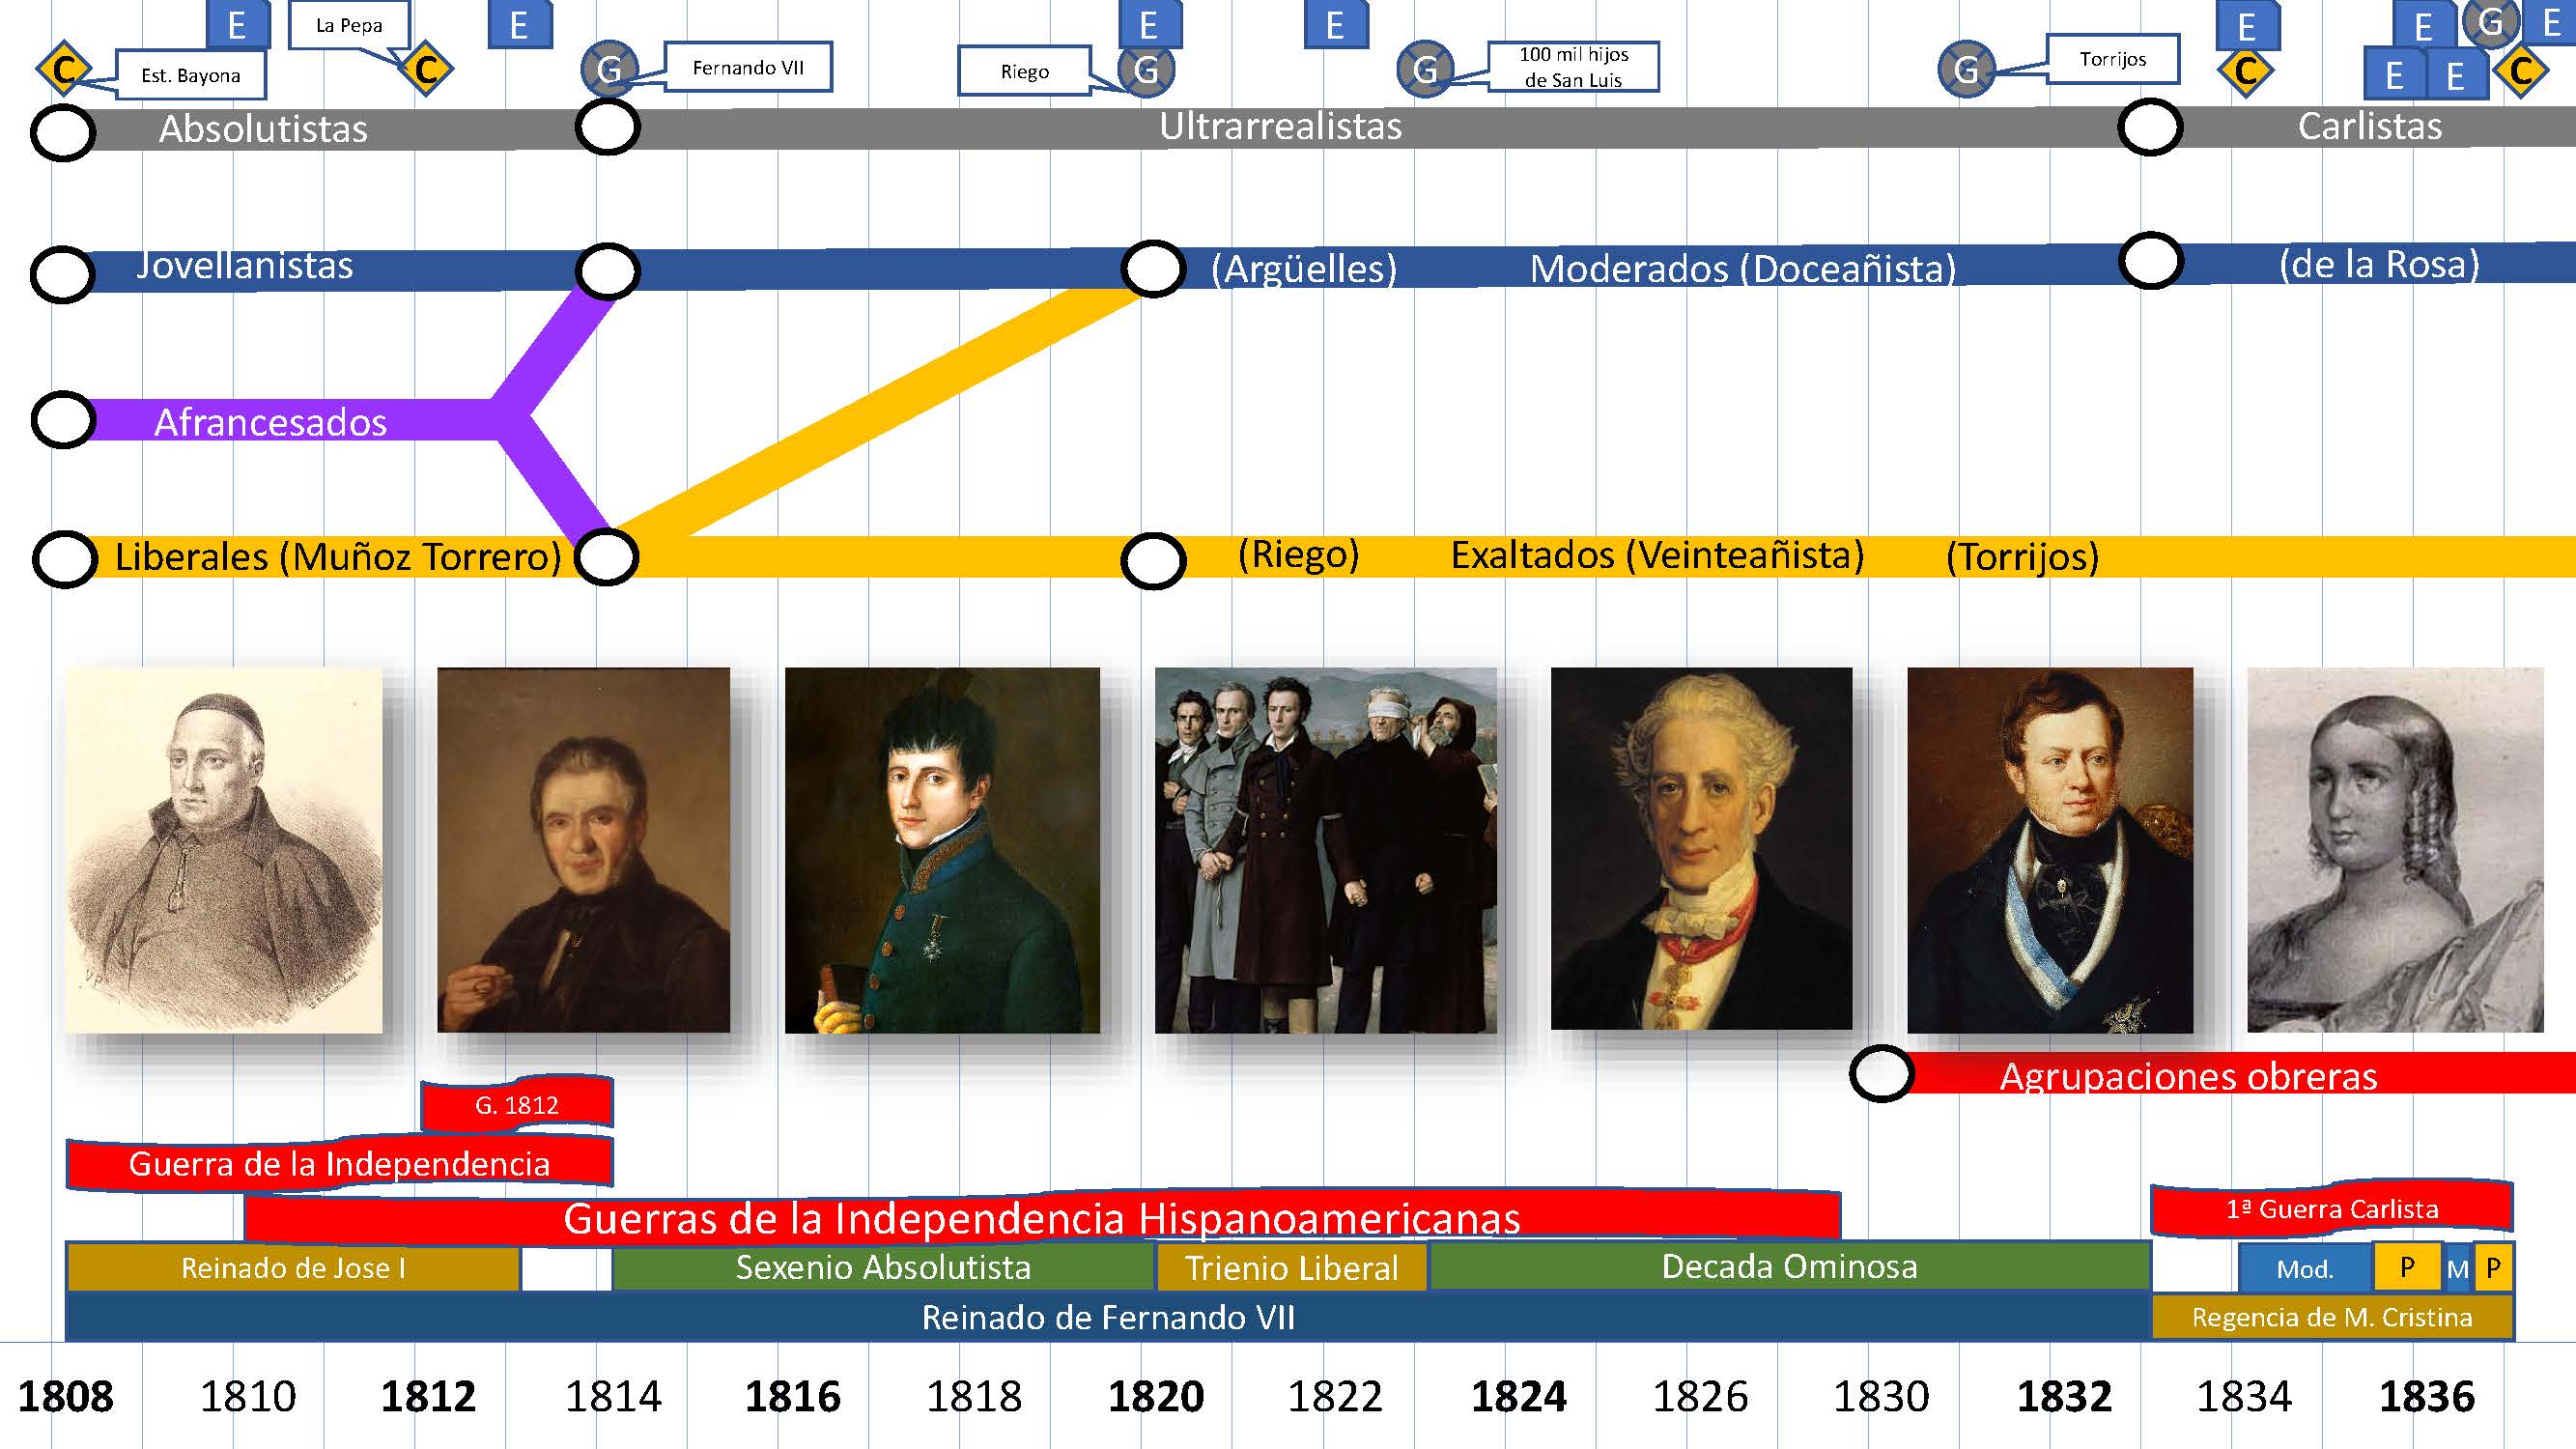 E
La Pepa
E
E
E
E
E
G
E
C
Est. Bayona
C
G
Fernando VII
Riego
G
G
100 mil hijos
de San Luis
G
Torrijos
C
E
E
C
Absolutistas
Ultrarrealistas
Carlistas
Jovellanistas
(Argüelles)
Moderados (Doceañista)
(de la Rosa)
Afrancesados
Liberales (Muñoz Torrero)
(Riego)
Exaltados (Veinteañista)
(Torrijos)
Agrupaciones obreras
G. 1812
Guerra de la Independencia
Guerras de la Independencia Hispanoamericanas
1ª Guerra Carlista
Reinado de Jose I
Sexenio Absolutista
Trienio Liberal
Decada Ominosa
Mod.
P
M
P
Reinado de Fernando VII
Regencia de M. Cristina
1808 1810 1812 1814 1816 1818 1820 1822 1824 1826 1830 1832 1834 1836